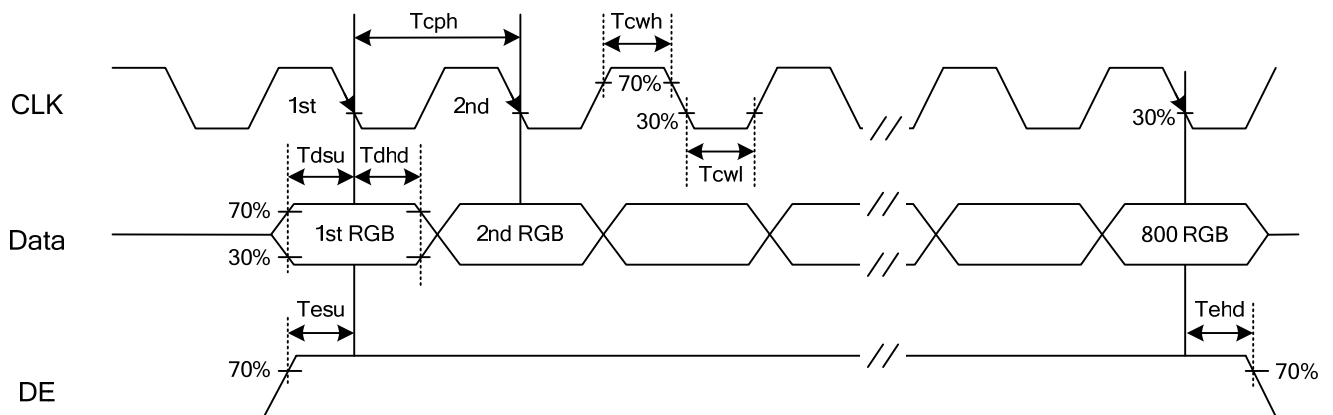 Tcph
Tcwh
CLK
1st
2nd
70%
30%
30%
Tcwl
Tdsu
Tdhd
Data
70%
1st RGB
2nd RGB
800 RGB
30%
Tesu
Tehd
70%
70%
DE